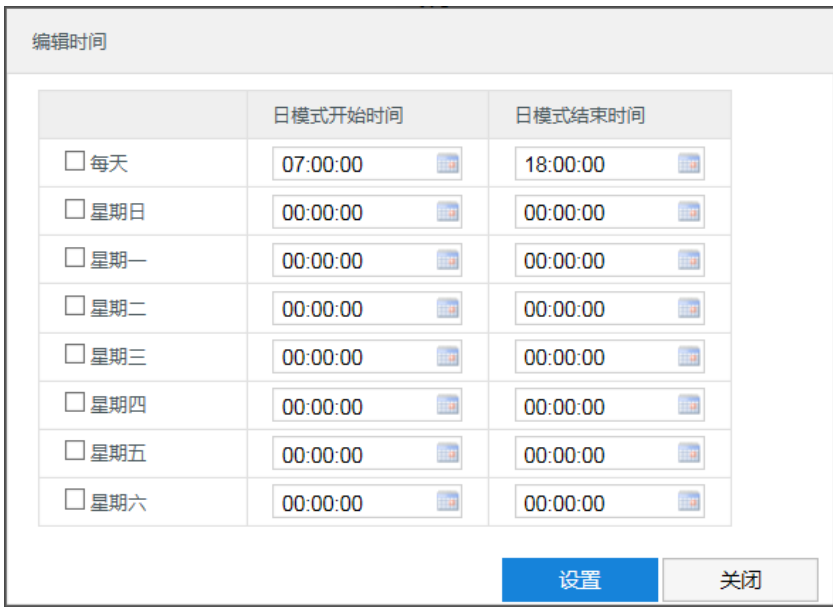 编辑时间
日模式开始时间 日模式结束时间
每天 07:00:00 18:00:00
星期日 00:00:00 00:00:00
星期一 00:00:00 00:00:00
星期二 00:00:00 00:00:00
星期三 00:00:00 00:00:00
星期四 00:00:00 00:00:00
星期五 00:00:00 00:00:00
星期六 00:00:00 00:00:00
设置 关闭